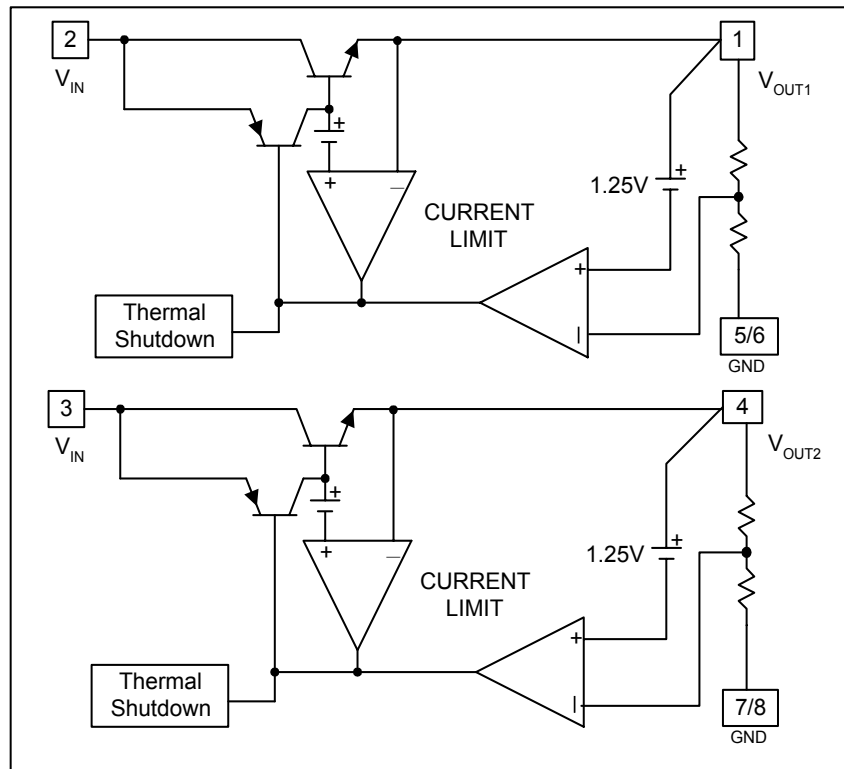 2
V_IN
1
V_OUT1
+
+
−
1.25V
+
CURRENT
LIMIT
+
−
Thermal
Shutdown
5/6
GND
3
V_IN
4
V_OUT2
+
+
−
1.25V
+
CURRENT
LIMIT
+
−
Thermal
Shutdown
7/8
GND